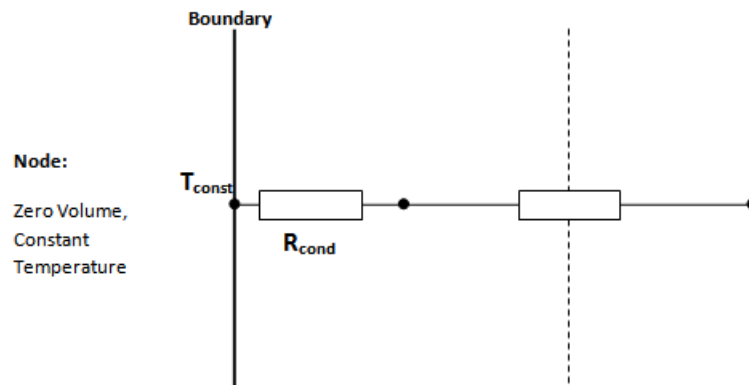 Boundary
Node:
T_const
Zero Volume,
Constant
Temperature
R_cond